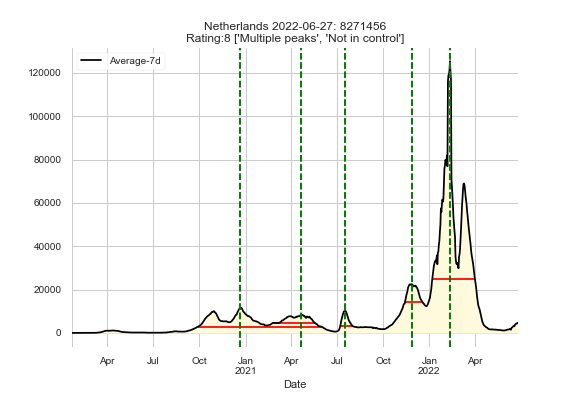 Netherlands 2022-06-27: 8271456
Rating:8 ['Multiple peaks', 'Not in control']
Average-7d
120000
100000
80000
60000
40000
20000
0
Apr Jul Oct Jan Apr Jul Oct Jan Apr
2021 2022
Date